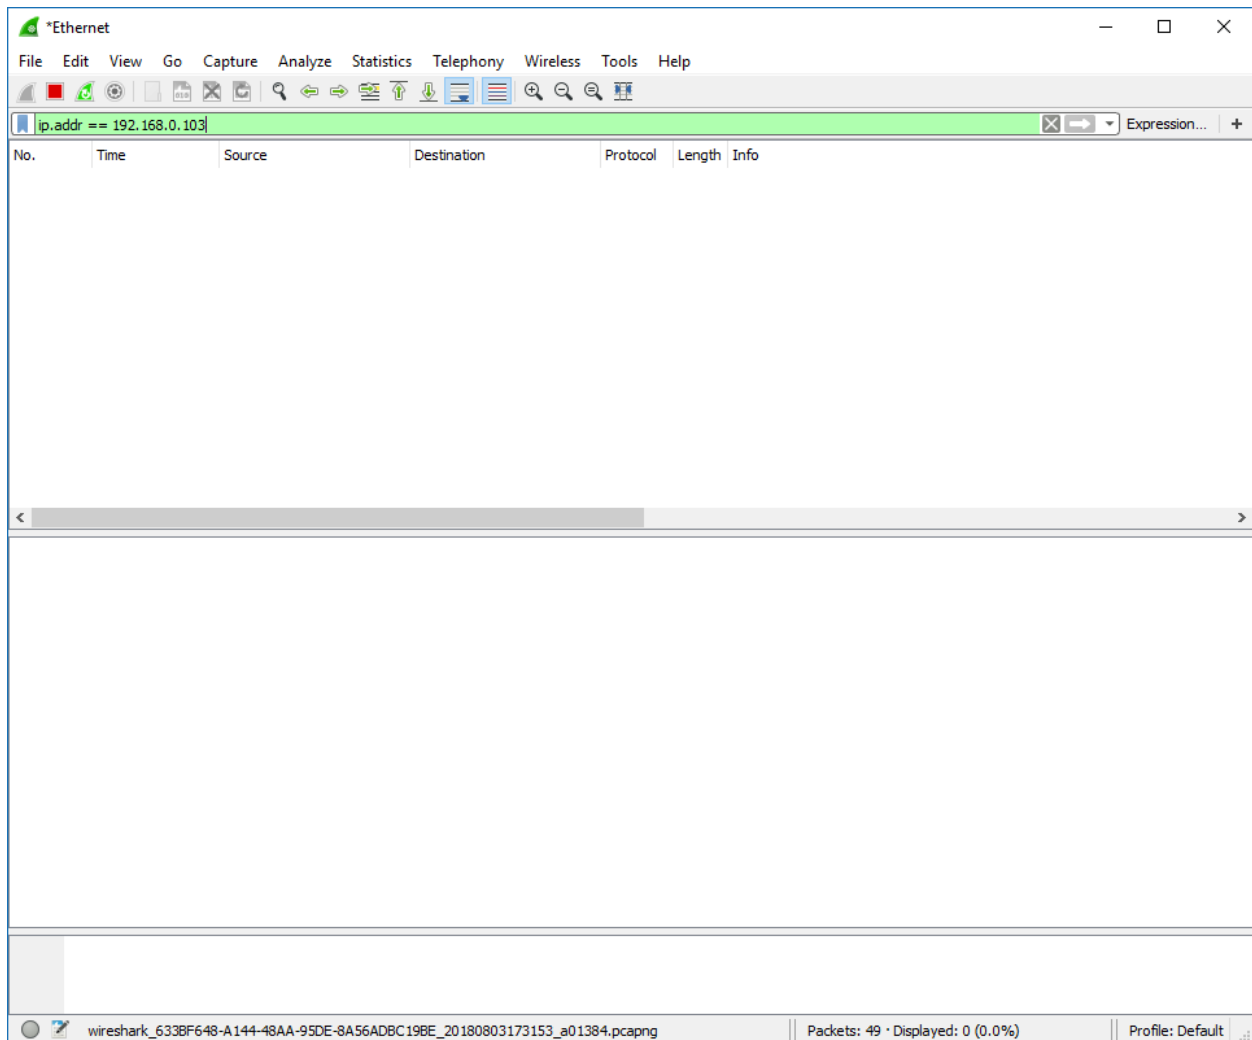 *Ethernet
File Edit View Go Capture Analyze Statistics Telephony Wireless Tools Help
ip.addr == 192.168.0.103 Expression... +
No. Time Source Destination Protocol Length Info
wireshark_633BF648-A144-48AA-95DE-8A56ADBC19BE_20180803173153_a01384.pcapng Packets: 49 · Displayed: 0 (0.0%) Profile: Default